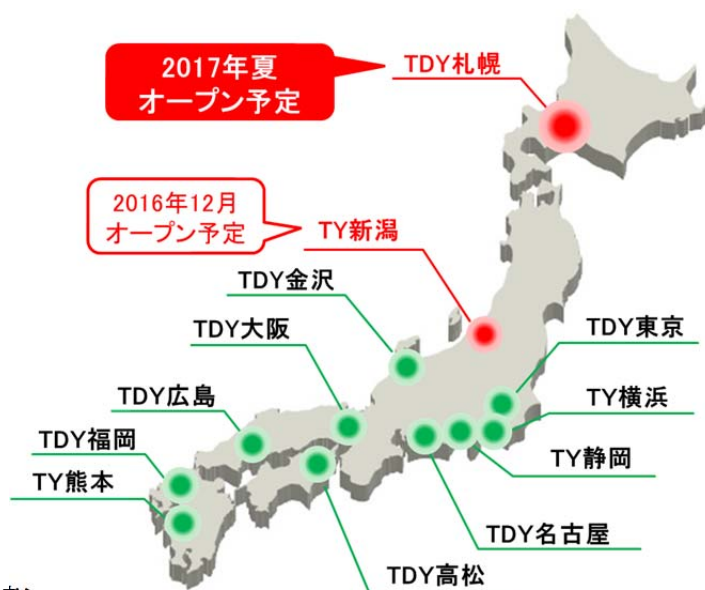 2017年夏
オープン予定
TDY札幌
2016年12月
オープン予定
TY新潟
TDY金沢
TDY大阪
TDY東京
TDY広島
TY横浜
TDY福岡
TY静岡
TY熊本
TDY名古屋
TDY高松